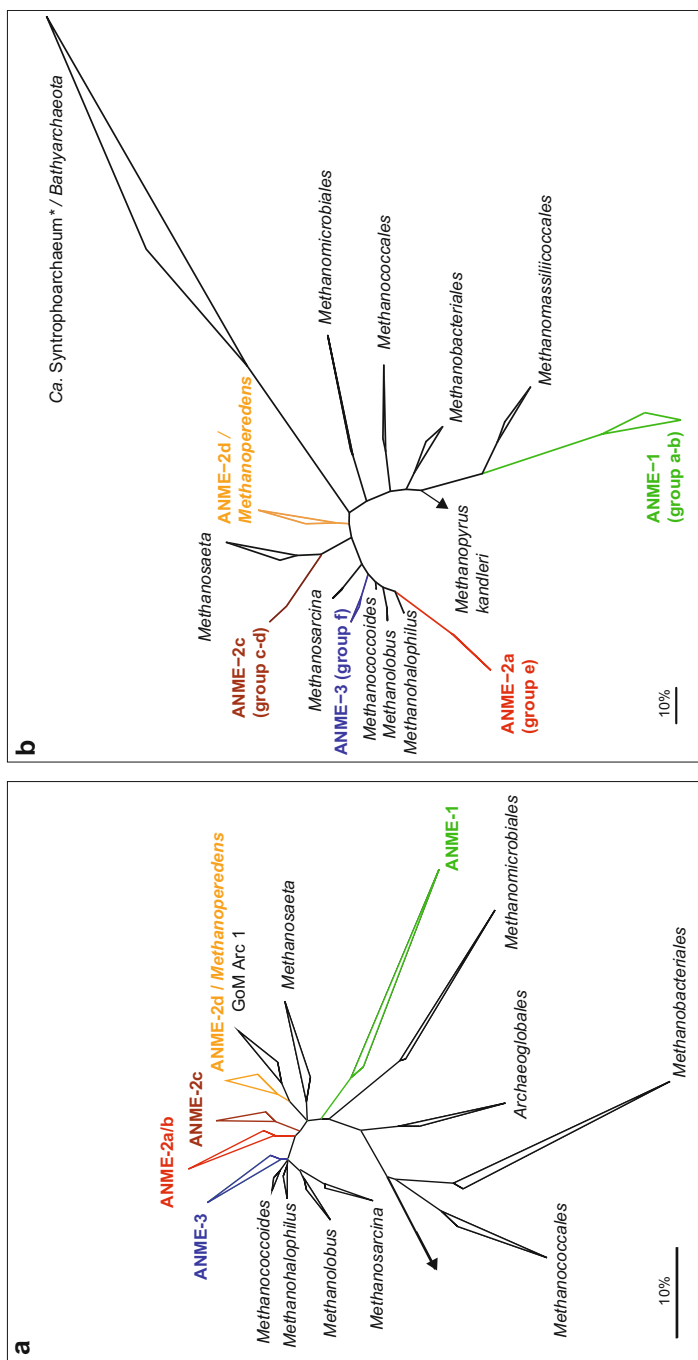 a
ANME-3
ANME-2a/b
ANME-2c
ANME-2d / Methanoperedens
GoM Arc 1
Methanosaeta
ANME-1
Methanomicrobiales
Archaeoglobales
Methanobacteriales
Methanococcales
Methanococcoides
Methanohalophilus
Methanolobus
Methanosarcina
10%
b
Ca. Syntrophoarchaeum* / Bathyarchaeota
ANME−2d /
Methanoperedens
Methanosaeta
ANME−2c
(group c-d)
Methanosarcina
ANME−3 (group f)
Methanococcoides
Methanolobus
Methanohalophilus
ANME−2a
(group e)
Methanopyrus
kandleri
Methanomicrobiales
Methanococcales
Methanobacteriales
Methanomassiliicoccales
ANME−1
(group a-b)
10%